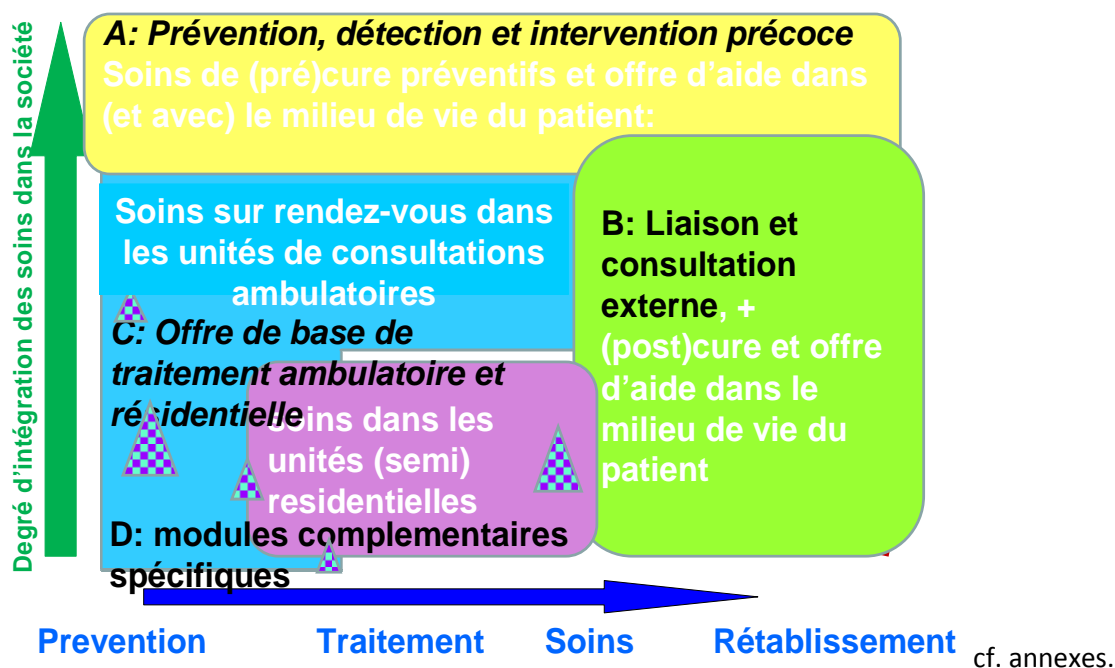 Degré d'intégration des soins dans la société
A: Prévention, détection et intervention précoce
Soins de (pré)cure préventifs et offre d'aide dans
(et avec) le milieu de vie du patient:
Soins sur rendez-vous dans
les unités de consultations
ambulatoires
C: Offre de base de
traitement ambulatoire et
résidentielle
soins dans les
unités (semi)
residentielles
D: modules complementaires
spécifiques
B: Liaison et
consultation
externe, +
(post)cure et offre
d'aide dans le
milieu de vie du
patient
Prevention Traitement Soins Rétablissement
cf. annexes.